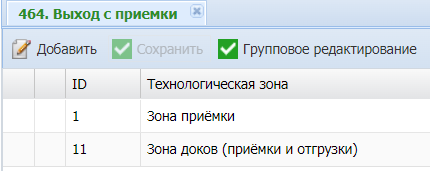 464. Выход с приемки
Добавить Сохранить Групповое редактирование
ID Технологическая зона
1 Зона приёмки
11 Зона доков (приёмки и отгрузки)